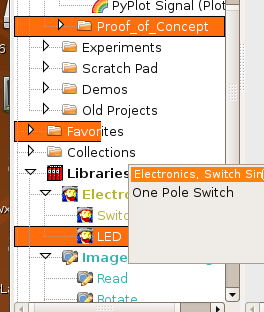 PyPlot Signal (Plot
Proof_of_Concept
Experiments
Scratch Pad
Demos
Old Projects
Favorites
Collections
Libraries
Electro
Electronics, Switch Sin
Switc
One Pole Switch
LED
Imag
Read
Rotate